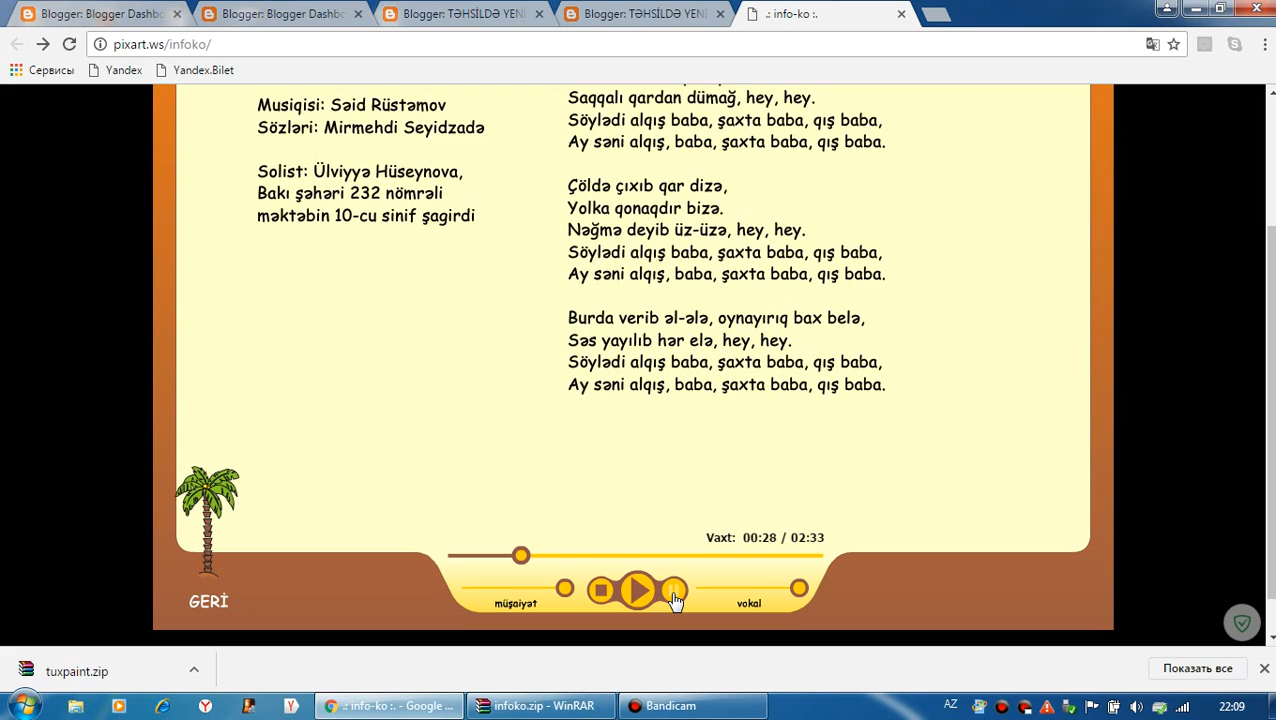 Blogger: Blogger Dashbo
Blogger: Blogger Dashbo
Blogger: TƏHSİLDƏ YENİ
Blogger: TƏHSİLDƏ YENİ
.: info-ko :.
pixart.ws/infoko/
Сервисы
Yandex
Yandex.Bilet
Musiqisi: Səid Rüstəmov
Sözləri: Mirmehdi Seyidzadə
Solist: Ülviyyə Hüseynova,
Bakı şəhəri 232 nömrəli
məktəbin 10-cu sinif şagirdi
Saqqalı qardan dümağ, hey, hey.
Söylədi alqış baba, şaxta baba, qış baba,
Ay səni alqış, baba, şaxta baba, qış baba.
Çöldə çıxıb qar dizə,
Yolka qonaqdır bizə.
Nəğmə deyib üz-üzə, hey, hey.
Söylədi alqış baba, şaxta baba, qış baba,
Ay səni alqış, baba, şaxta baba, qış baba.
Burda verib əl-ələ, oynayırıq bax belə,
Səs yayılıb hər elə, hey, hey.
Söylədi alqış baba, şaxta baba, qış baba,
Ay səni alqış, baba, şaxta baba, qış baba.
Vaxt: 00:28 / 02:33
müşaiyət
vokal
GERİ
tuxpaint.zip
Показать все
.: info-ko :. - Google ...
infoko.zip - WinRAR
Bandicam
AZ
22:09